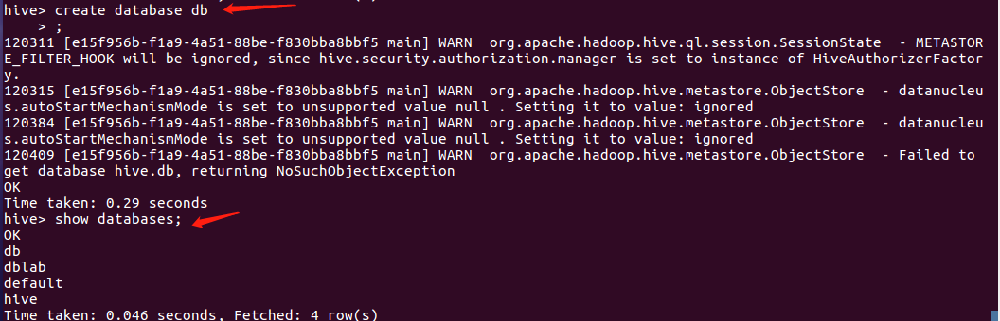 hive> create database db
    > ;
120311 [e15f956b-f1a9-4a51-88be-f830bba8bbf5 main] WARN  org.apache.hadoop.hive.ql.session.SessionState  - METASTOR
E_FILTER_HOOK will be ignored, since hive.security.authorization.manager is set to instance of HiveAuthorizerFactor
y.
120315 [e15f956b-f1a9-4a51-88be-f830bba8bbf5 main] WARN  org.apache.hadoop.hive.metastore.ObjectStore  - datanucleu
s.autoStartMechanismMode is set to unsupported value null . Setting it to value: ignored
120384 [e15f956b-f1a9-4a51-88be-f830bba8bbf5 main] WARN  org.apache.hadoop.hive.metastore.ObjectStore  - datanucleu
s.autoStartMechanismMode is set to unsupported value null . Setting it to value: ignored
120409 [e15f956b-f1a9-4a51-88be-f830bba8bbf5 main] WARN  org.apache.hadoop.hive.metastore.ObjectStore  - Failed to
get database hive.db, returning NoSuchObjectException
OK
Time taken: 0.29 seconds
hive> show databases;
OK
db
dblab
default
hive
Time taken: 0.046 seconds, Fetched: 4 row(s)